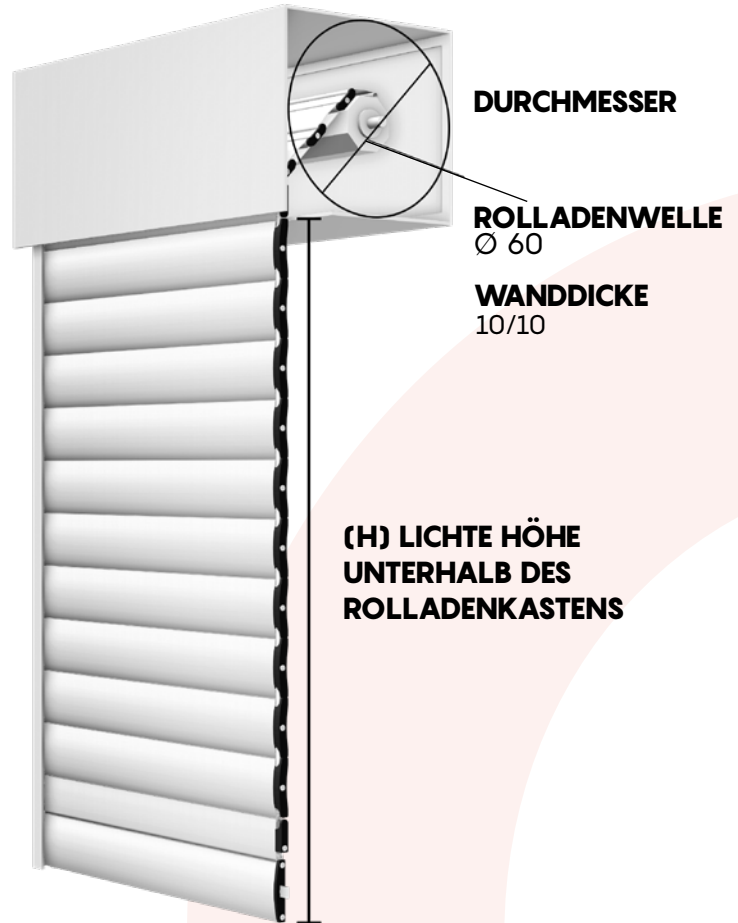 DURCHMESSER
ROLLADENWELLE
Ø 60
WANDDICKE
10/10
(H) LICHTE HÖHE
UNTERHALB DES
ROLLADENKASTENS